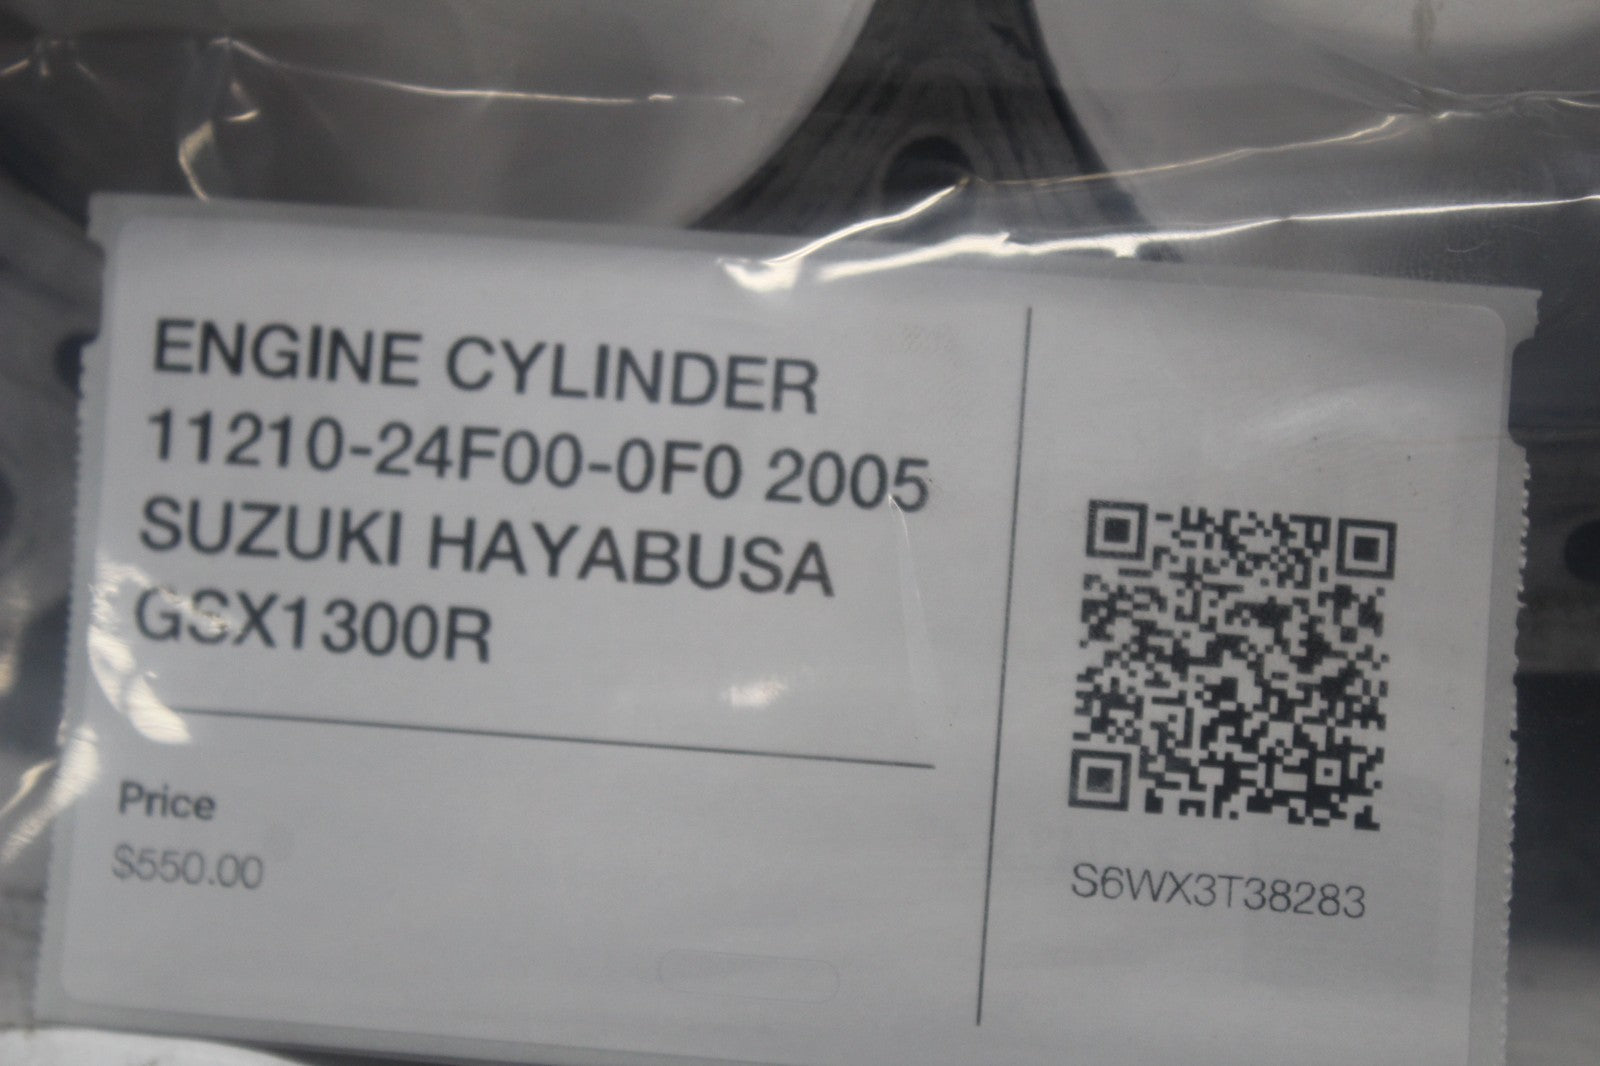 ENGINE CYLINDER
11210-24F00-0F0 2005
SUZUKI HAYABUSA
GSX1300R
Price
$550.00
S6WX3T38283